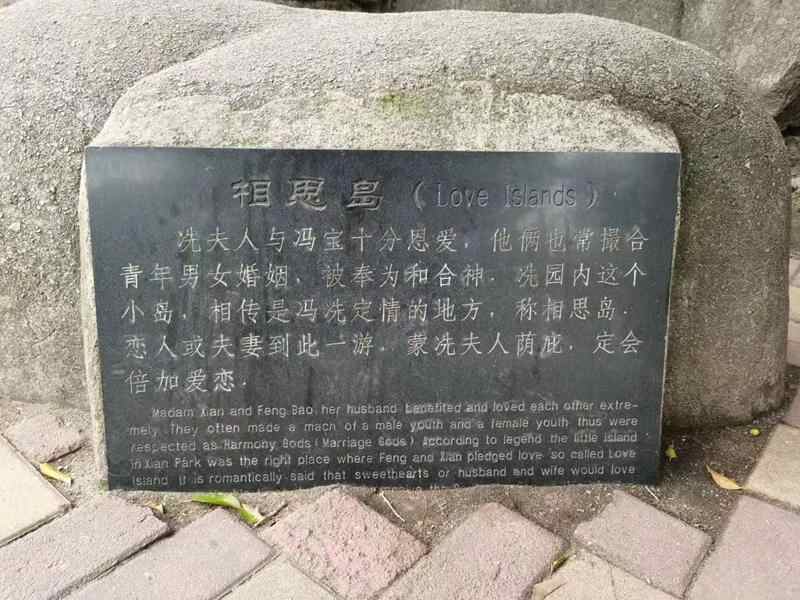 相思岛（Love Islands）
冼夫人与冯宝十分恩爱，他俩也常撮合
青年男女婚姻，被奉为和合神．冼园内这个
小岛，相传是冯冼定情的地方，称相思岛．
恋人或夫妻到此一游．蒙冼夫人荫庇．定会
倍加爱恋．
Madam Xian and Feng Bao her husband benefited and loved each other extre-
mely. They often made a mach of a male youth and a female youth thus were
respected as Harmony Gods (Marriage Gods) According to legend the little island
in Xian Park was the right place where Feng and Xian pledged love so called Love
Island It is romantically said that sweethearts or husband and wife would love